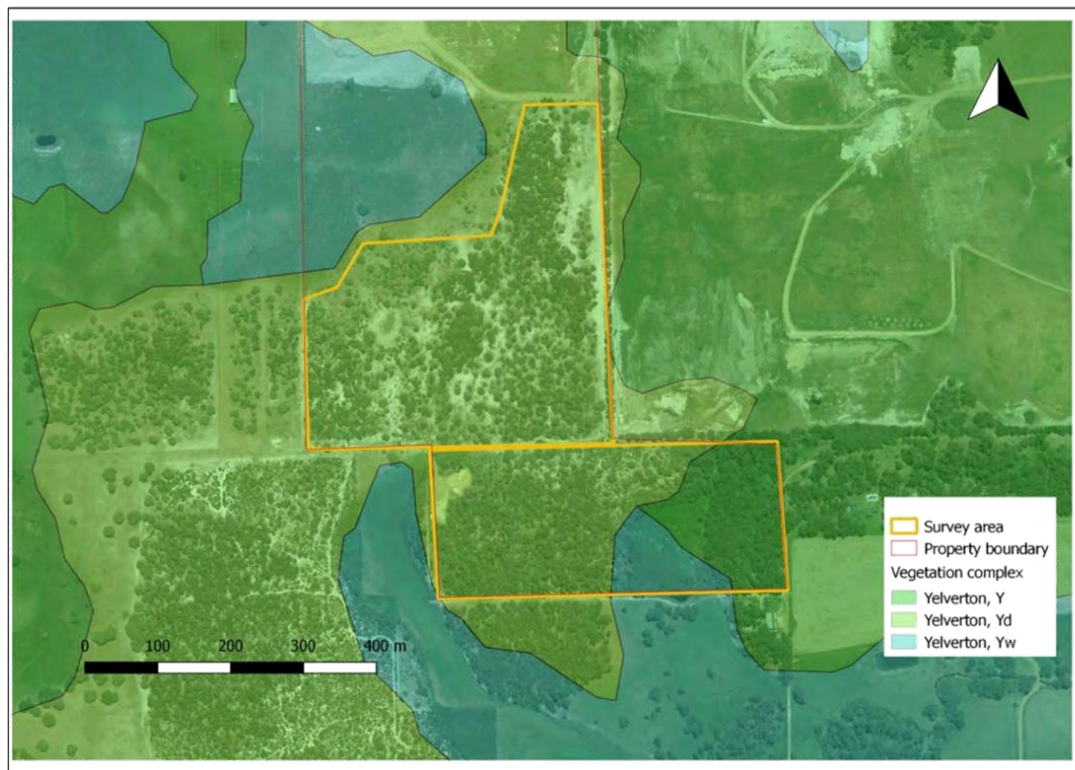 Survey area
Property boundary
Vegetation complex
Yelverton, Y
Yelverton, Yd
Yelverton, Yw
0 100 200 300 400 m